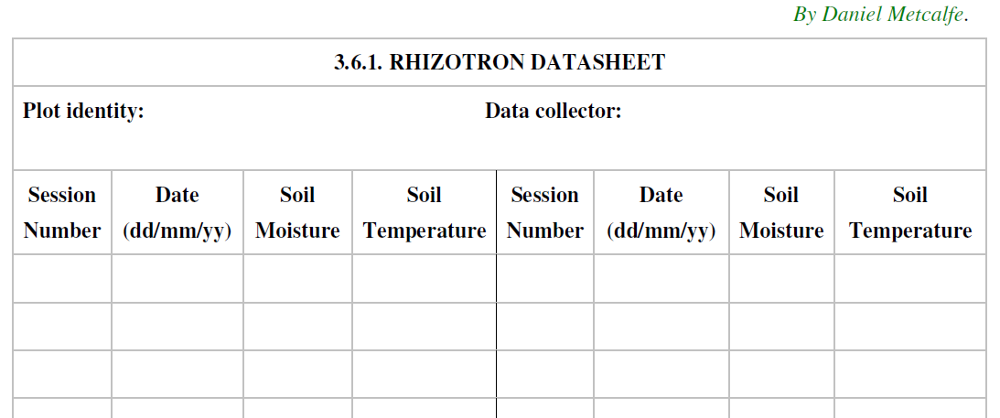 By Daniel Metcalfe.
3.6.1. RHIZOTRON DATASHEET
Plot identity: Data collector:
Session Date Soil Soil Session Date Soil Soil
Number (dd/mm/yy) Moisture Temperature Number (dd/mm/yy) Moisture Temperature